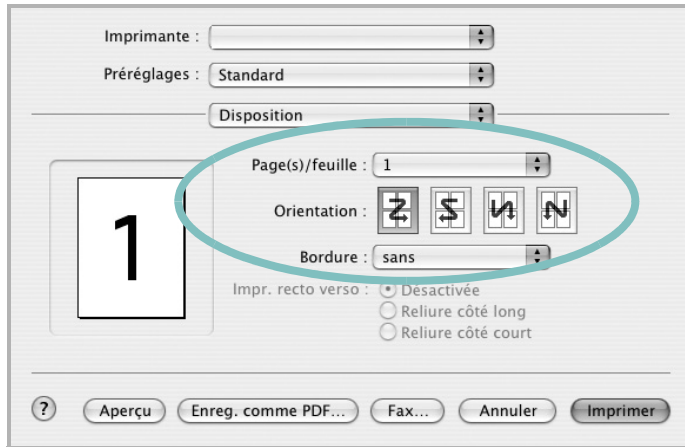 Imprimante :
Préréglages : Standard
Disposition
Page(s)/feuille : 1
Orientation :
Bordure : sans
Impr. recto verso : Désactivée
Reliure côté long
Reliure côté court
1
? Aperçu Enreg. comme PDF... Fax... Annuler Imprimer